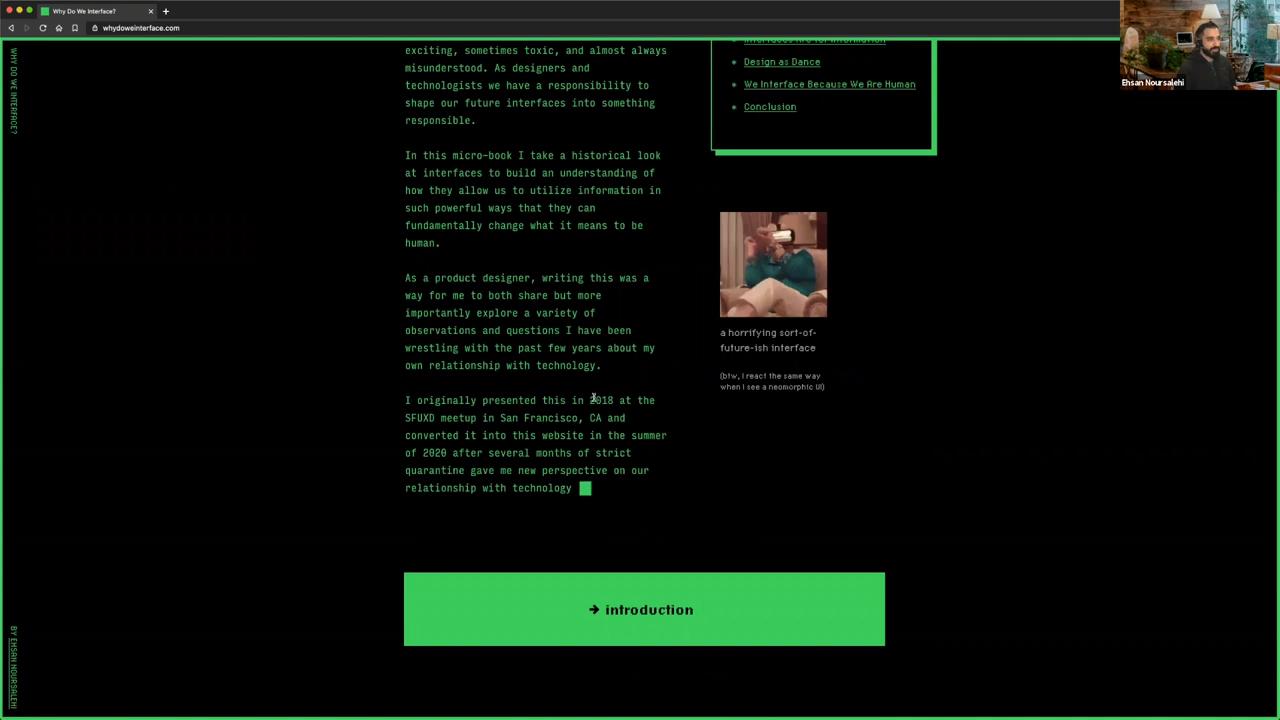 Why Do We Interface?
whydoweinterface.com
Ehsan Noursalehi
WHY DO WE INTERFACE?
exciting, sometimes toxic, and almost always
misunderstood. As designers and
technologists we have a responsibility to
shape our future interfaces into something
responsible.
In this micro-book I take a historical look
at interfaces to build an understanding of
how they allow us to utilize information in
such powerful ways that they can
fundamentally change what it means to be
human.
As a product designer, writing this was a
way for me to both share but more
importantly explore a variety of
observations and questions I have been
wrestling with the past few years about my
own relationship with technology.
I originally presented this in 2018 at the
SFUXD meetup in San Francisco, CA and
converted it into this website in the summer
of 2020 after several months of strict
quarantine gave me new perspective on our
relationship with technology
Interfaces Are for Information
Design as Dance
We Interface Because We Are Human
Conclusion
a horrifying sort-of-
future-ish interface
(btw, I react the same way
when I see a neomorphic UI)
→ introduction
BY EHSAN NOURSALEHI